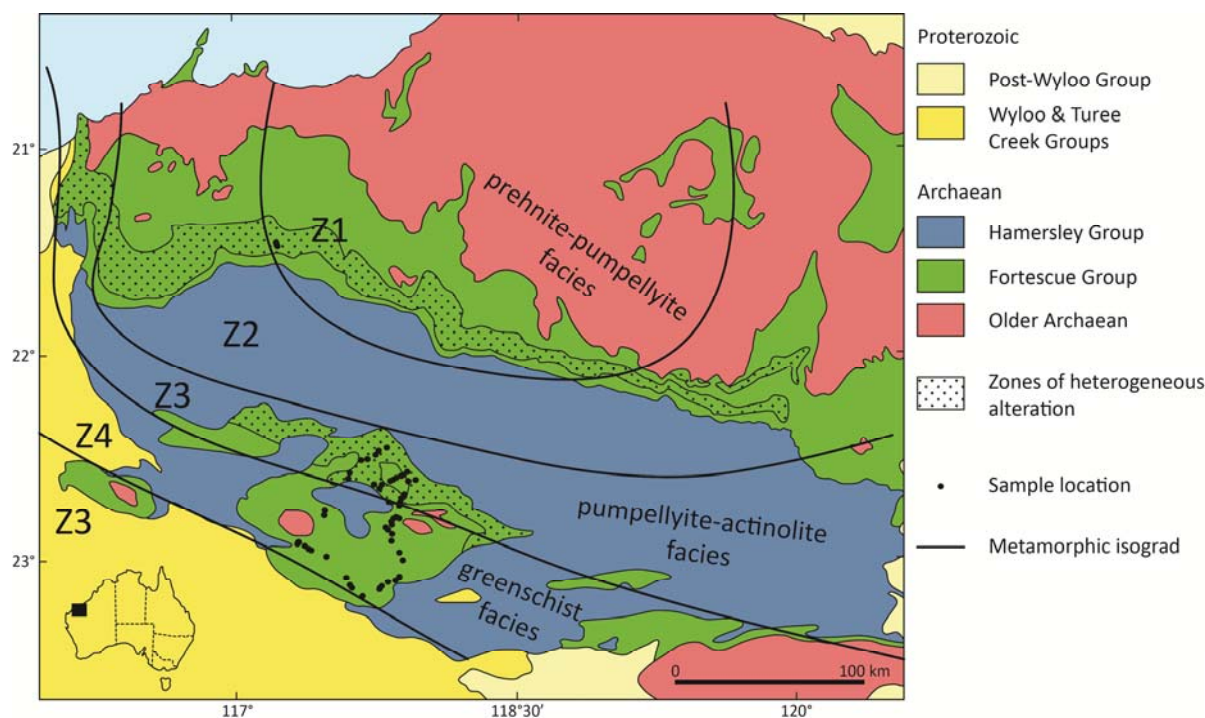 21°
22°
23°
117°
118°30'
120°
Z1
prehnite-pumpellyite
facies
Z2
Z3
Z4
Z3
pumpellyite-actinolite
facies
greenschist
facies
0
100 km
Proterozoic
Post-Wyloo Group
Wyloo & Turee
Creek Groups
Archaean
Hamersley Group
Fortescue Group
Older Archaean
Zones of heterogeneous
alteration
Sample location
Metamorphic isograd